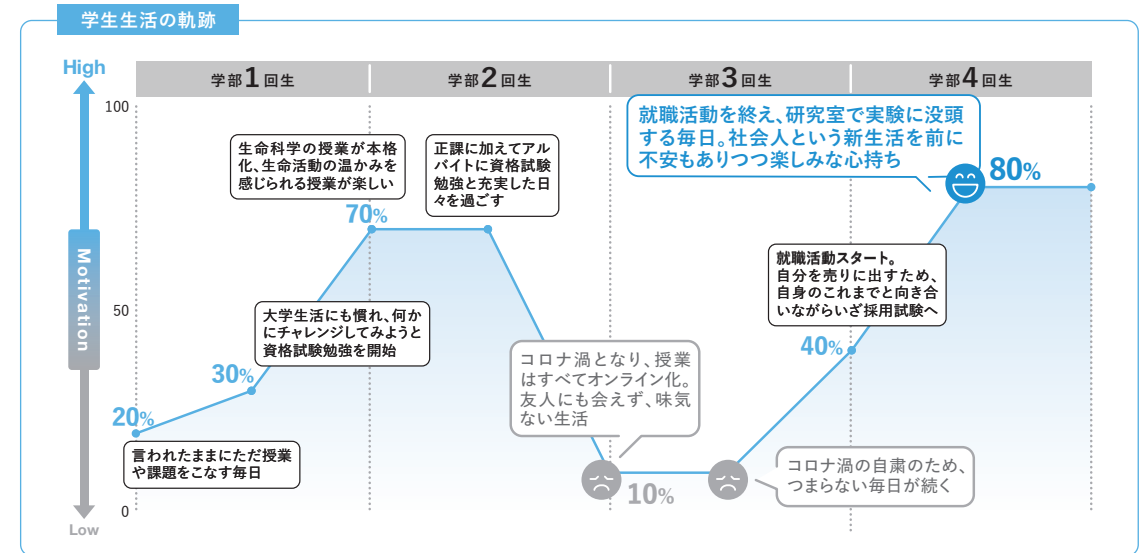 学生生活の軌跡
High
学部1回生
学部2回生
学部3回生
学部4回生
100
就職活動を終え、研究室で実験に没頭
する毎日。社会人という新生活を前に
不安もありつつ楽しみな心持ち
生命科学の授業が本格
化、生命活動の温かみを
感じられる授業が楽しい
正課に加えてアル
バイトに資格試験
勉強と充実した日
々を過ごす
80%
70%
Motivation
就職活動スタート。
自分を売りに出すため、
自身のこれまでと向き合
いながらいざ採用試験へ
50
大学生活にも慣れ、何か
にチャレンジしてみようと
資格試験勉強を開始
40%
コロナ渦となり、授業
はすべてオンライン化。
友人にも会えず、味気
ない生活
30%
20%
言われたままにただ授業
や課題をこなす毎日
コロナ渦の自粛のため、
つまらない毎日が続く
10%
0
Low